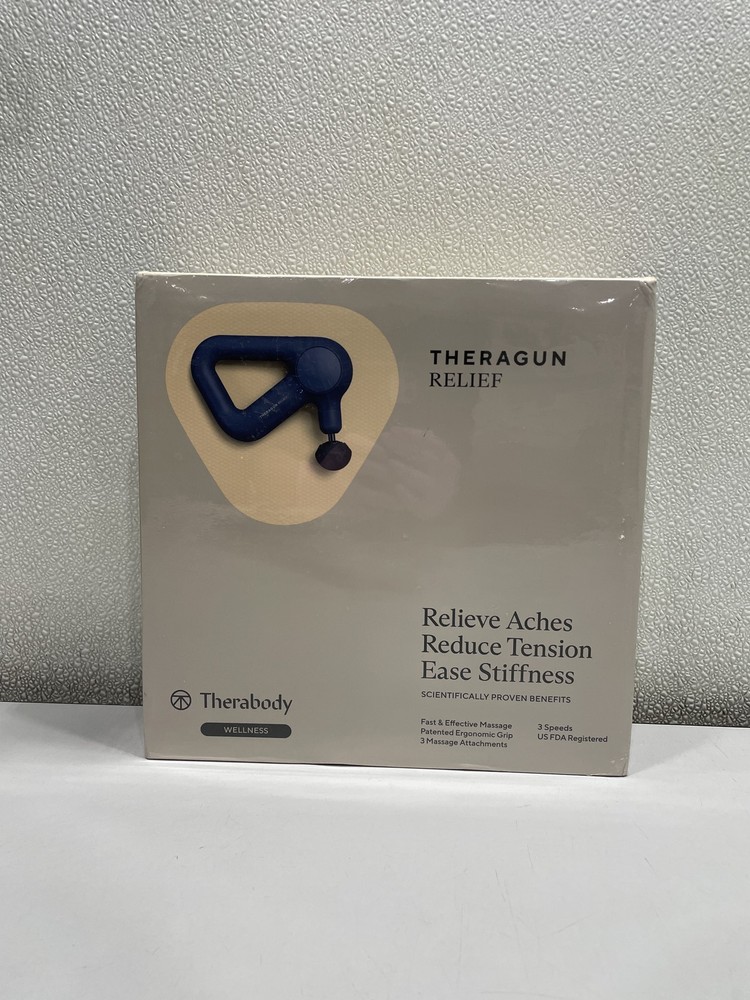 THERAGUN
RELIEF
Relieve Aches
Reduce Tension
Ease Stiffness
SCIENTIFICALLY PROVEN BENEFITS
Fast & Effective Massage
Patented Ergonomic Grip
3 Massage Attachments
3 Speeds
US FDA Registered
Therabody
WELLNESS